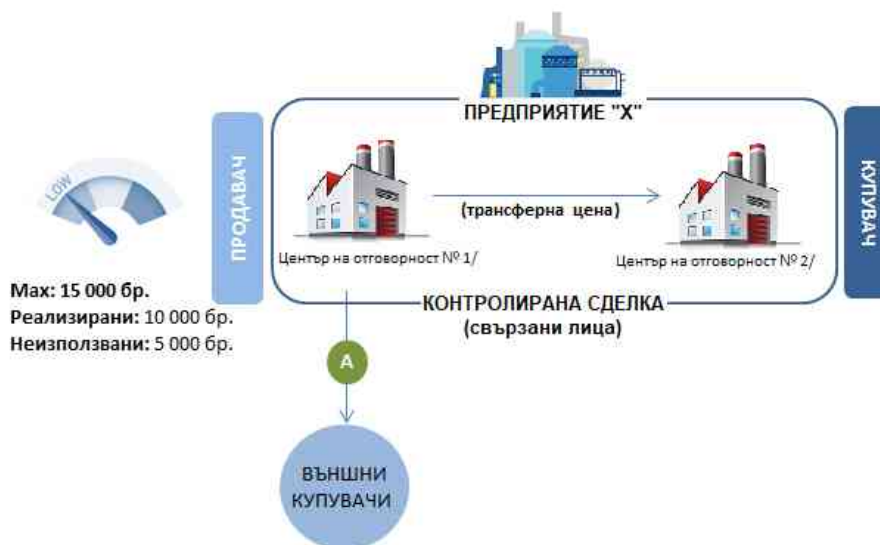 ПРЕДПРИЯТИЕ "X"
ПРОДАВАЧ
КУПУВАЧ
LOW
(трансферна цена)
Център на отговорност № 1/
Център на отговорност № 2/
Max: 15 000 бр.
Реализирани: 10 000 бр.
Неизползвани: 5 000 бр.
КОНТРОЛИРАНА СДЕЛКА
(свързани лица)
А
ВЪНШНИ
КУПУВАЧИ